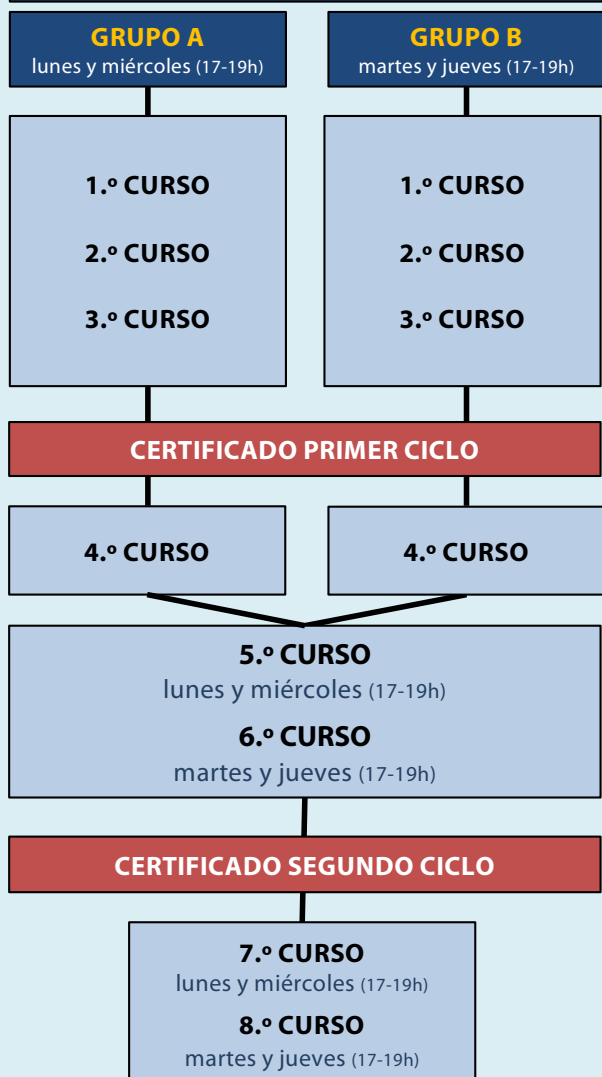 GRUPO A
lunes y miércoles (17-19h)
GRUPO B
martes y jueves (17-19h)
1.º CURSO
2.º CURSO
3.º CURSO
1.º CURSO
2.º CURSO
3.º CURSO
CERTIFICADO PRIMER CICLO
4.º CURSO
4.º CURSO
5.º CURSO
lunes y miércoles (17-19h)
6.º CURSO
martes y jueves (17-19h)
CERTIFICADO SEGUNDO CICLO
7.º CURSO
lunes y miércoles (17-19h)
8.º CURSO
martes y jueves (17-19h)